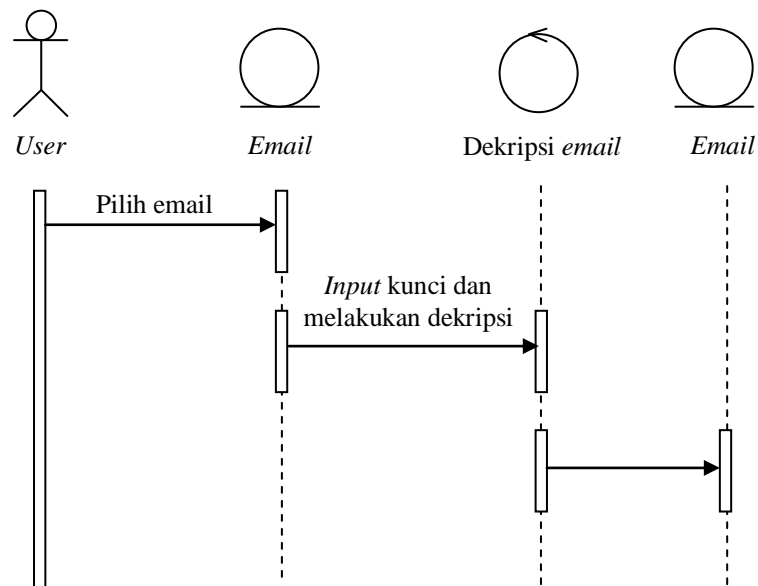 User
Email
Dekripsi email
Email
Pilih email
Input kunci dan
melakukan dekripsi